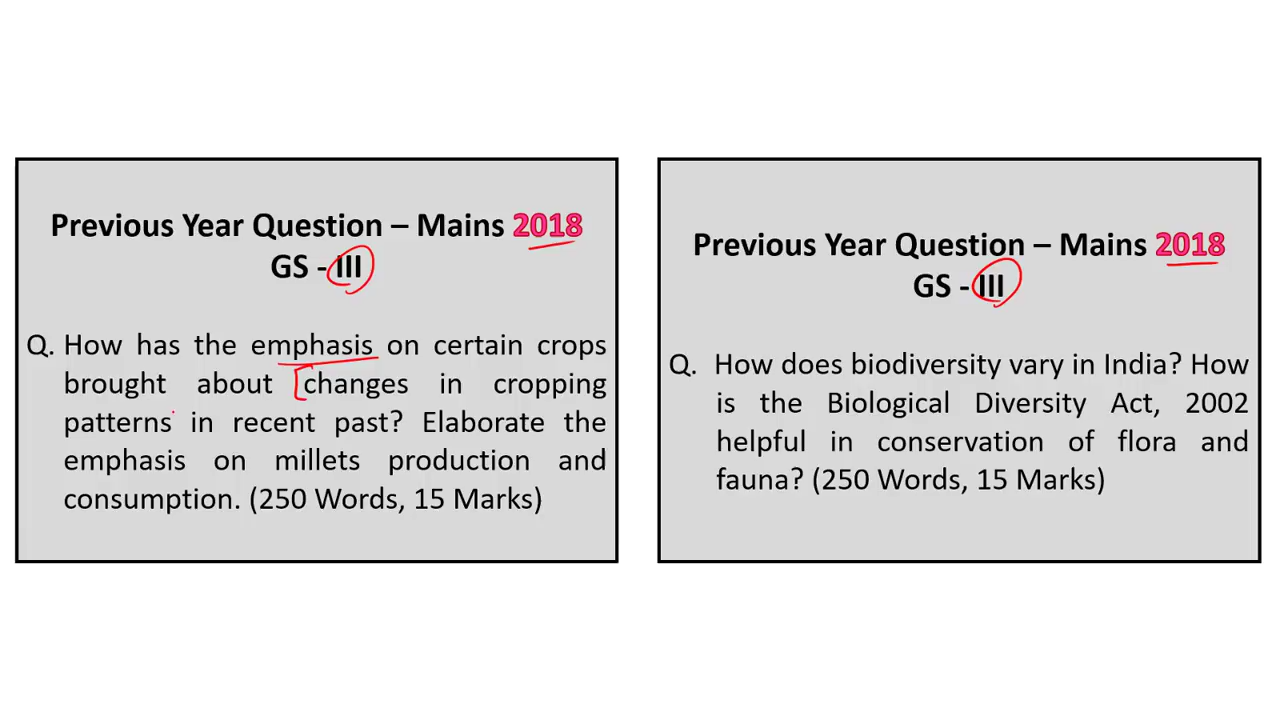 Previous Year Question – Mains 2018
GS - III
Q. How has the emphasis on certain crops
brought about changes in cropping
patterns in recent past? Elaborate the
emphasis on millets production and
consumption. (250 Words, 15 Marks)
Previous Year Question – Mains 2018
GS - III
Q. How does biodiversity vary in India? How
is the Biological Diversity Act, 2002
helpful in conservation of flora and
fauna? (250 Words, 15 Marks)